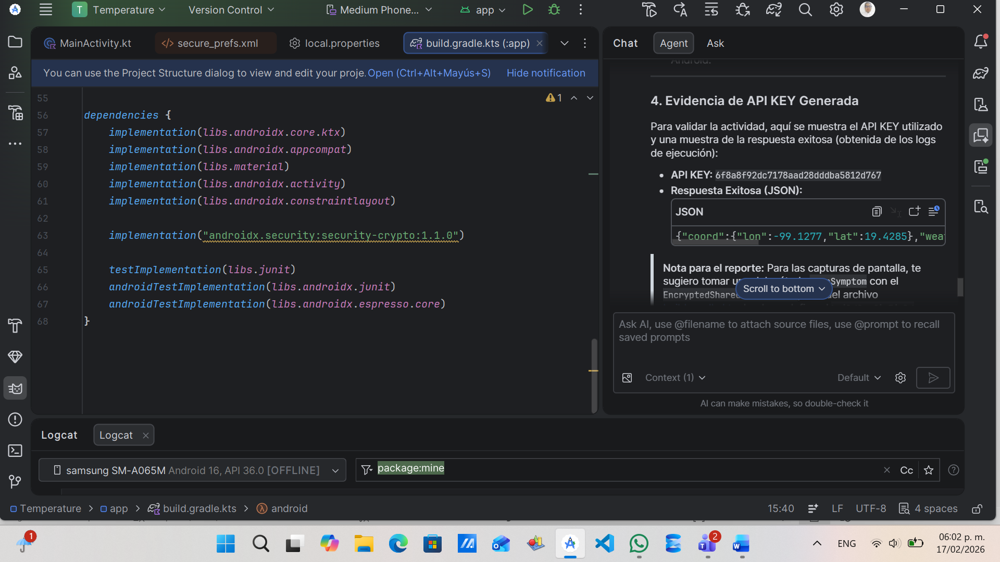 T Temperature
Version Control
Medium Phone...
app
MainActivity.kt
secure_prefs.xml
local.properties
build.gradle.kts (:app)
You can use the Project Structure dialog to view and edit your proje. Open (Ctrl+Alt+Mayús+S) Hide notification
1
55
56 dependencies {
57 implementation(libs.androidx.core.ktx)
58 implementation(libs.androidx.appcompat)
59 implementation(libs.material)
60 implementation(libs.androidx.activity)
61 implementation(libs.androidx.constraintlayout)
62
63 implementation("androidx.security:security-crypto:1.1.0")
64
65 testImplementation(libs.junit)
66 androidTestImplementation(libs.androidx.junit)
67 androidTestImplementation(libs.androidx.espresso.core)
68 }
Chat Agent Ask
Android.
4. Evidencia de API KEY Generada
Para validar la actividad, aquí se muestra el API KEY utilizado
y una muestra de la respuesta exitosa (obtenida de los logs
de ejecución):
• API KEY: 6f8a8f92dc7178aad28dddba5812d767
• Respuesta Exitosa (JSON):
JSON
{"coord":{"lon":-99.1277,"lat":19.4285},"wea
Nota para el reporte: Para las capturas de pantalla, te
sugiero tomar Symptom con el
EncryptedShare del archivo
Scroll to bottom
Ask AI, use @filename to attach source files, use @prompt to recall
saved prompts
Context (1)
Default
AI can make mistakes, so double-check it
Logcat Logcat
samsung SM-A065M Android 16, API 36.0 [OFFLINE]
package:mine
Cc
Temperature > app > build.gradle.kts > android
15:40 LF UTF-8 4 spaces
1
2
ENG
06:02 p. m.
17/02/2026